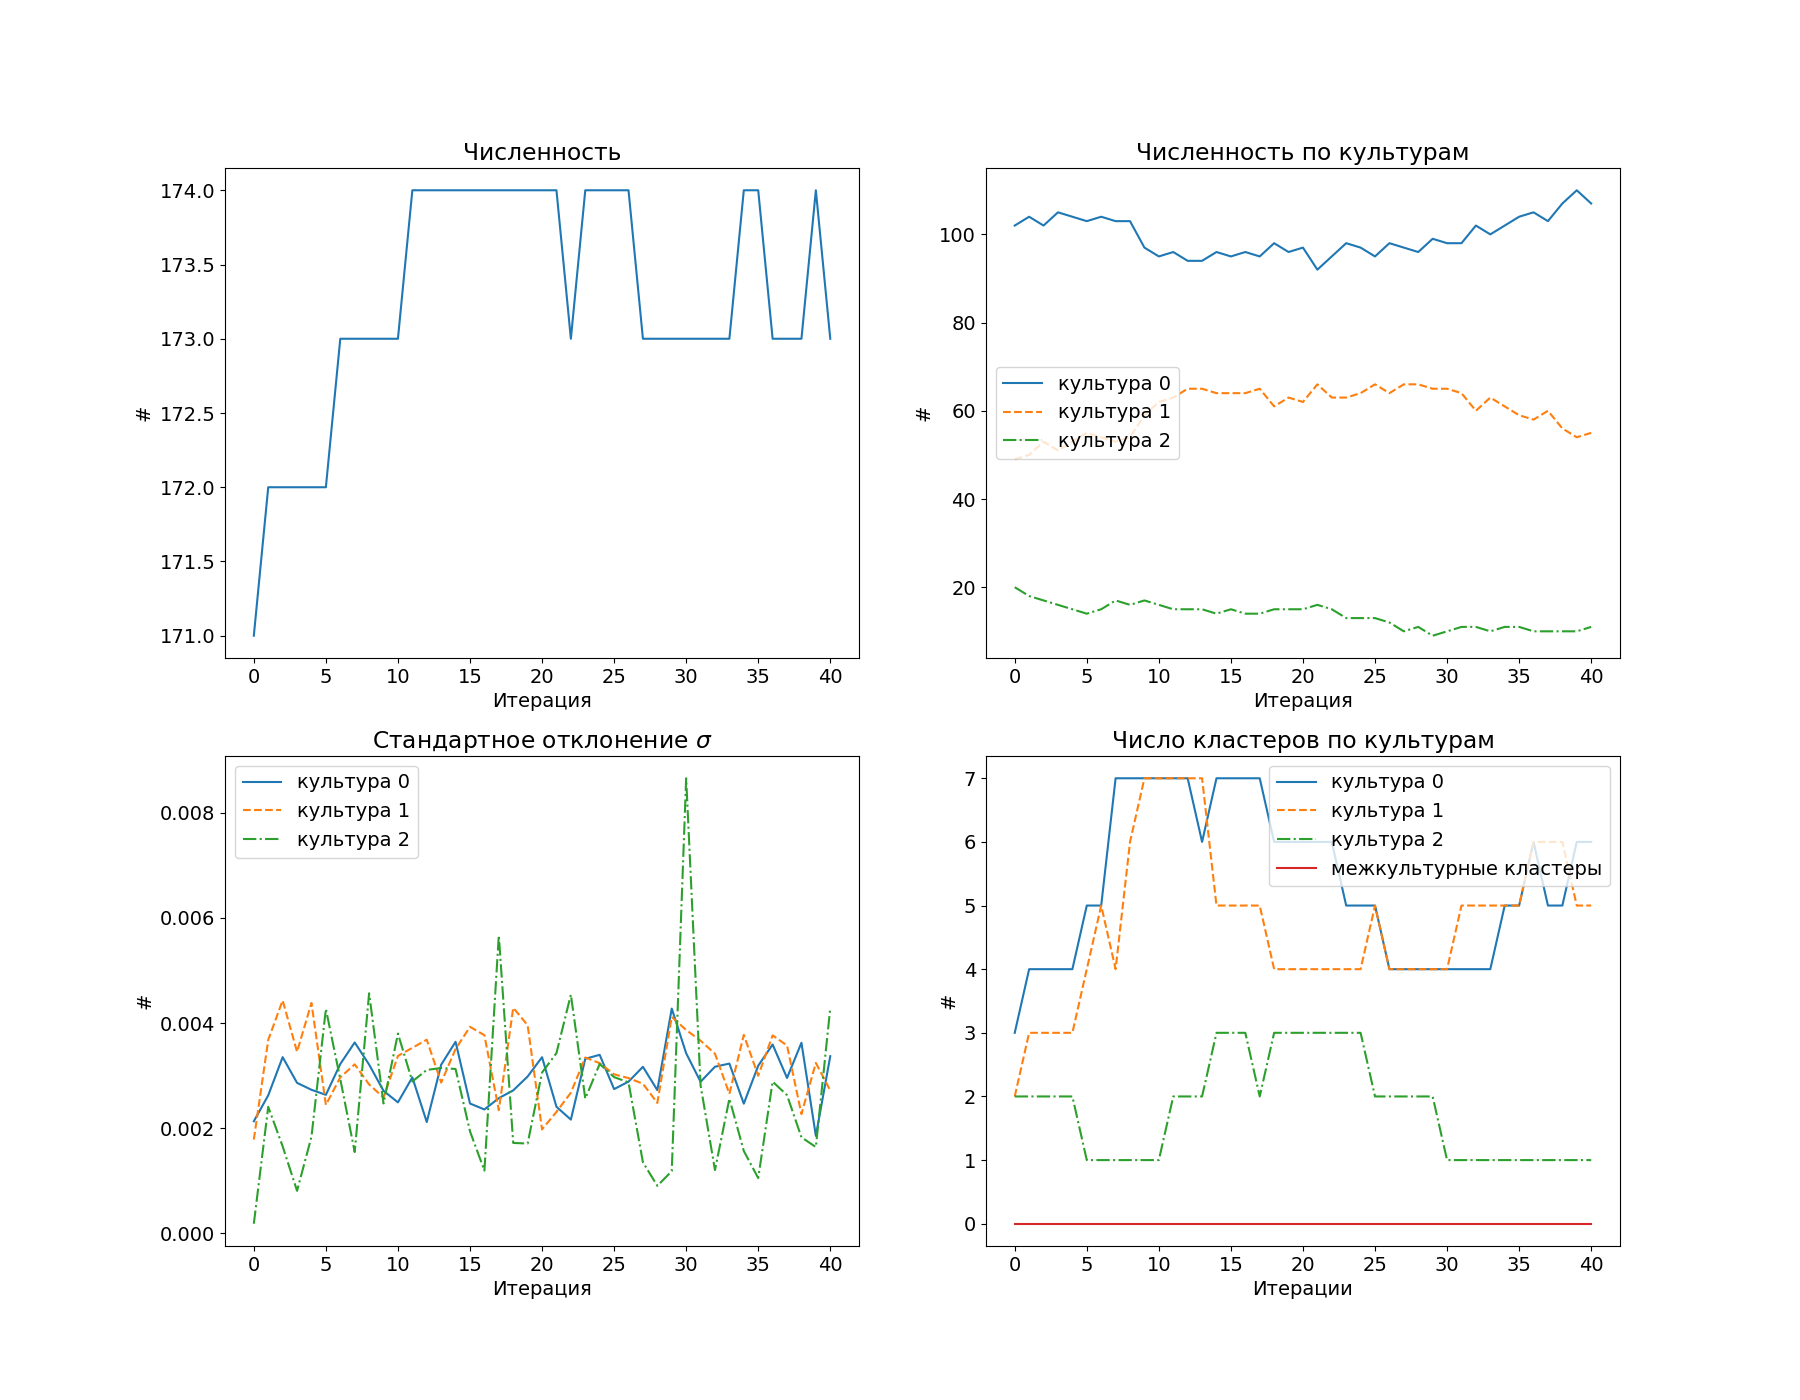 Численность
174.0
173.5
173.0
172.5
172.0
171.5
171.0
#
0 5 10 15 20 25 30 35 40
Итерация
Численность по культурам
100
80
60
40
20
#
культура 0
культура 1
культура 2
0 5 10 15 20 25 30 35 40
Итерация
Стандартное отклонение σ
0.008
0.006
0.004
0.002
0.000
#
культура 0
культура 1
культура 2
0 5 10 15 20 25 30 35 40
Итерация
Число кластеров по культурам
7
6
5
4
3
2
1
0
#
культура 0
культура 1
культура 2
межкультурные кластеры
0 5 10 15 20 25 30 35 40
Итерации